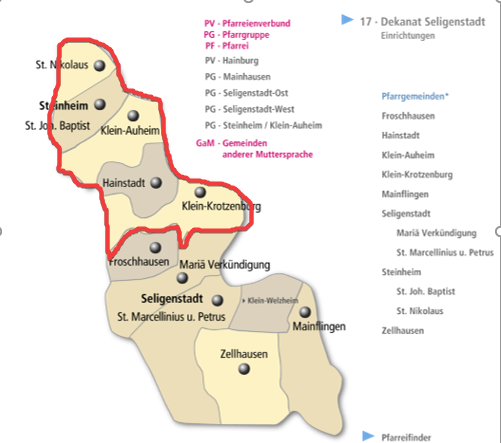 PV - Pfarreienverbund
PG - Pfarrgruppe
PF - Pfarrei
PV - Hainburg
PG - Mainhausen
PG - Seligenstadt-Ost
PG - Seligenstadt-West
PG - Steinheim / Klein-Auheim
GaM - Gemeinden
anderer Muttersprache
17 - Dekanat Seligenstadt
Einrichtungen
Pfarrgemeinden*
Froschhausen
Hainstadt
Klein-Auheim
Klein-Krotzenburg
Mainflingen
Seligenstadt
Mariä Verkündigung
St. Marcellinius u. Petrus
Steinheim
St. Joh. Baptist
St. Nikolaus
Zellhausen
Pfarreifinder
St. Nikolaus
Steinheim
St. Joh. Baptist
Klein-Auheim
Hainstadt
Klein-Krotzenburg
Froschhausen
Mariä Verkündigung
Seligenstadt
St. Marcellinius u. Petrus
Klein-Welzheim
Mainflingen
Zellhausen